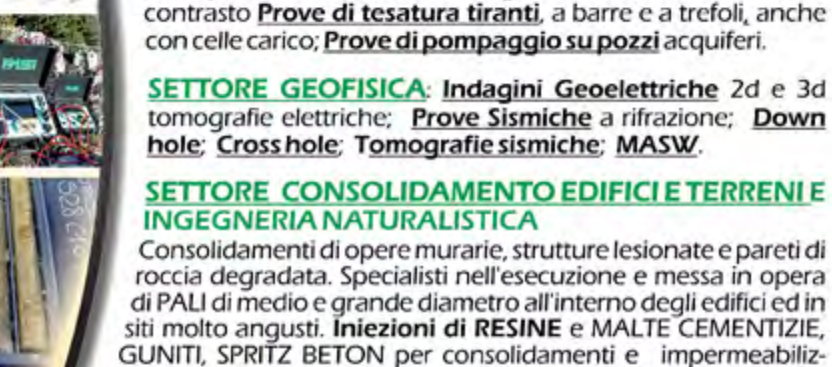 contrasto Prove di tesatura tiranti, a barre e a trefoli, anche
con celle carico; Prove di pompaggio su pozzi acquiferi.
SETTORE GEOFISICA: Indagini Geoelettriche 2d e 3d
tomografie elettriche; Prove Sismiche a rifrazione; Down
hole; Cross hole; Tomografie sismiche; MASW.
SETTORE CONSOLIDAMENTO EDIFICI E TERRENI E
INGEGNERIA NATURALISTICA
Consolidamenti di opere murarie, strutture lesionate e pareti di
roccia degradata. Specialisti nell'esecuzione e messa in opera
di PALI di medio e grande diametro all'interno degli edifici ed in
siti molto angusti. Iniezioni di RESINE e MALTE CEMENTIZIE,
GUNITI, SPRITZ BETON per consolidamenti e impermeabiliz-